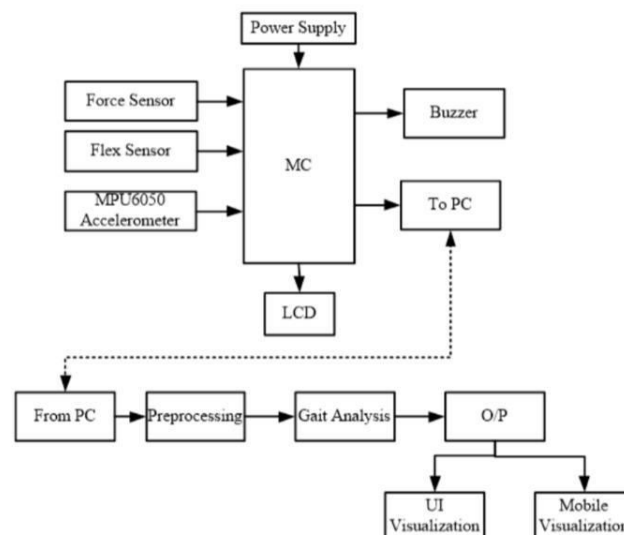 Power Supply
Force Sensor
Buzzer
Flex Sensor
MC
MPU6050
Accelerometer
To PC
LCD
From PC
Preprocessing
Gait Analysis
O/P
UI
Visualization
Mobile
Visualization